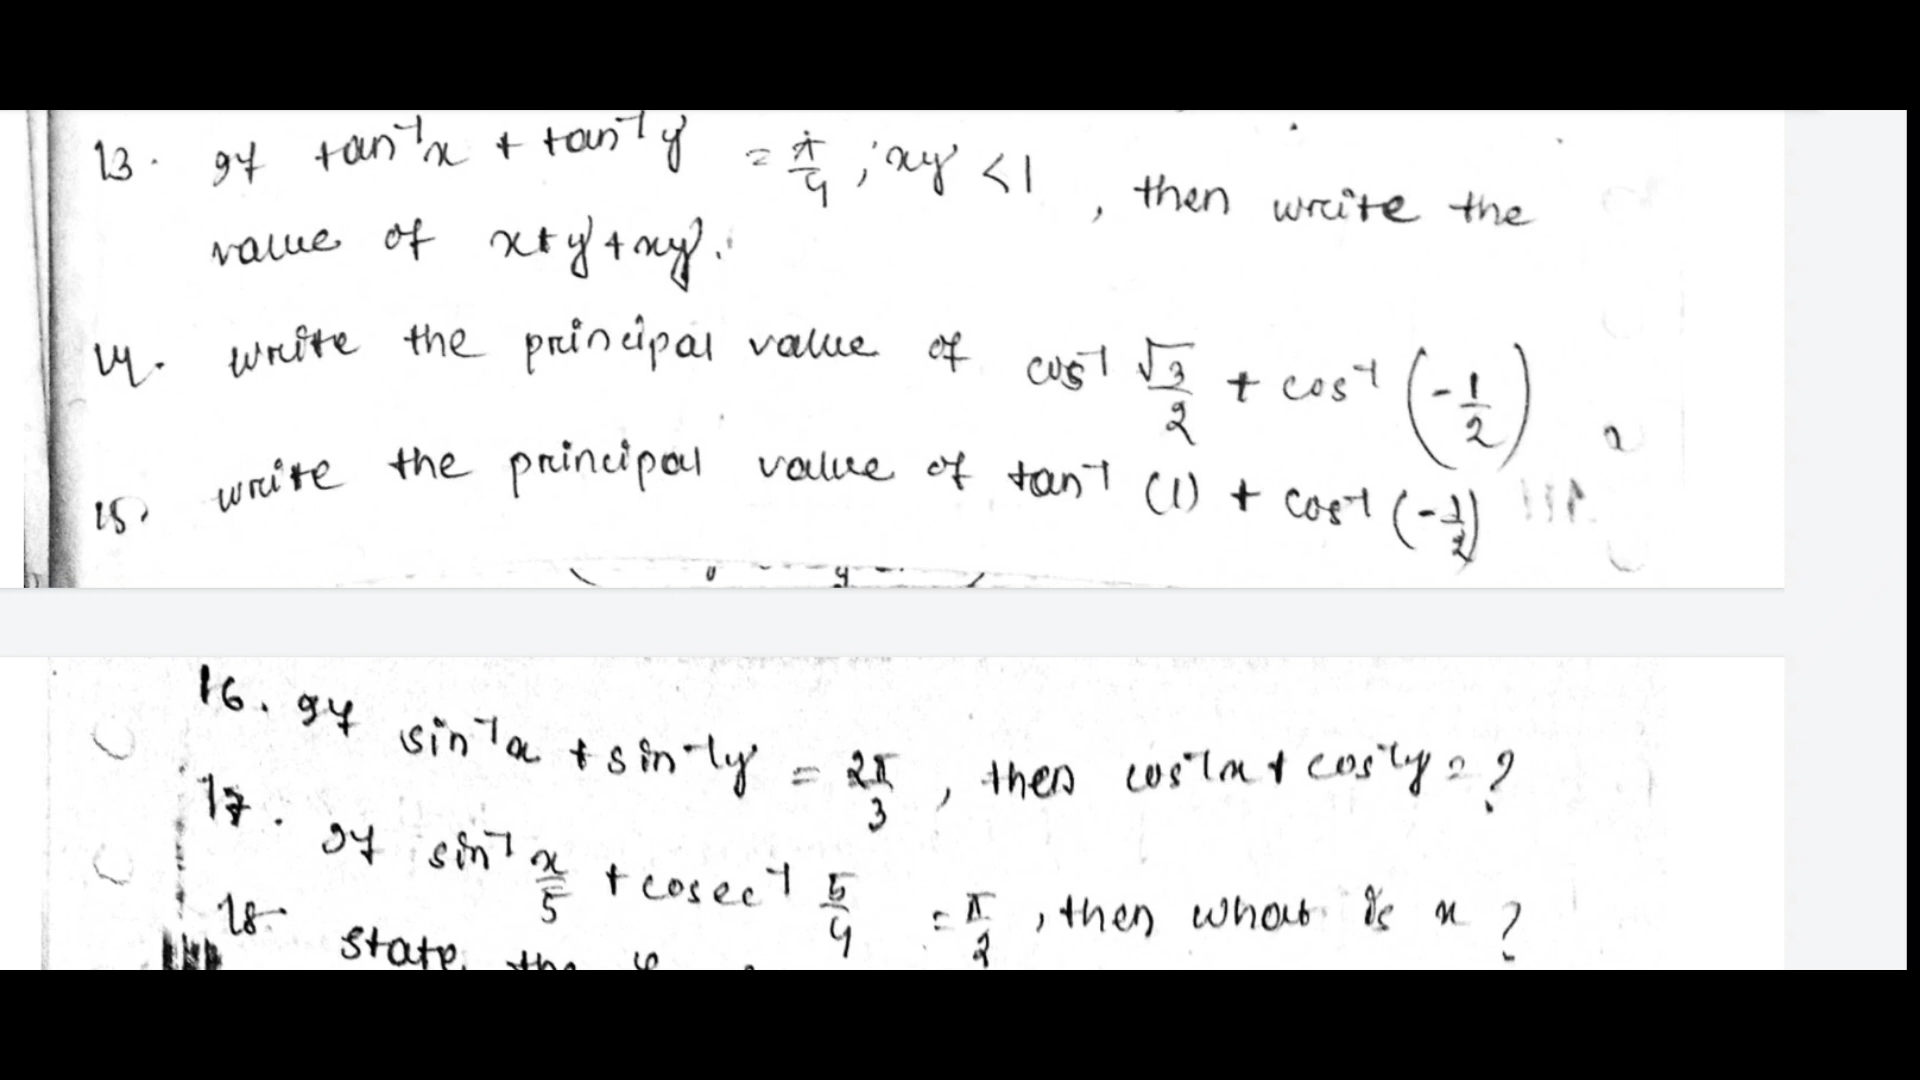 13. If tan⁻¹x + tan⁻¹y = π/4, xy < 1, then write the
value of x+y+xy.
14. write the principal value of cos⁻¹ √3/2 + cos⁻¹ (-1/2)
15. write the principal value of tan⁻¹ (1) + cos⁻¹ (-1/2)
16. If sin⁻¹x + sin⁻¹y = 2π/3, then cos⁻¹x + cos⁻¹y = ?
17. If sin⁻¹ x/5 + cosec⁻¹ 5/4 = π/2, then what is x ?
18. state the